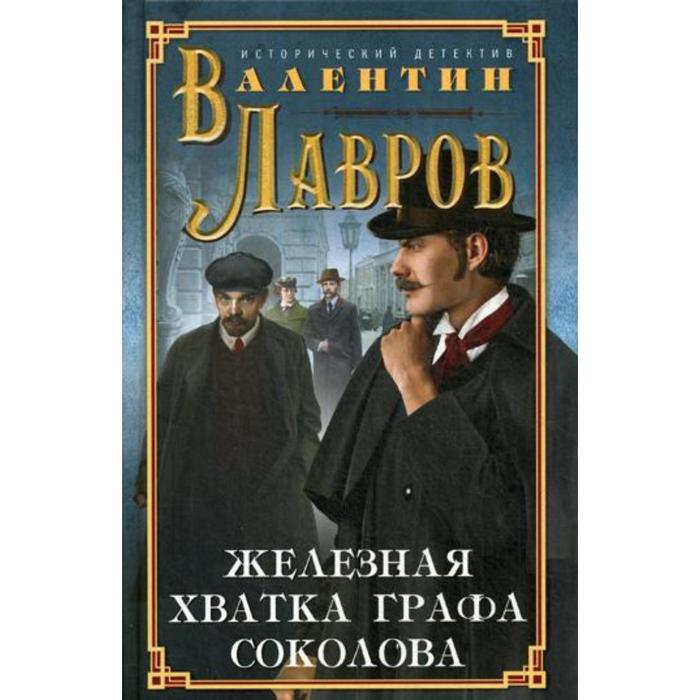 ИСТОРИЧЕСКИЙ ДЕТЕКТИВ
ВАЛЕНТИН
ЛАВРОВ
ЖЕЛЕЗНАЯ
ХВАТКА ГРАФА
СОКОЛОВА